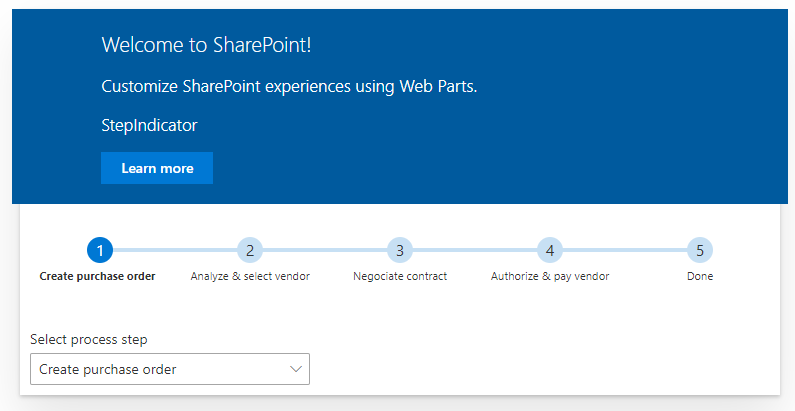 Welcome to SharePoint!
Customize SharePoint experiences using Web Parts.
StepIndicator
Learn more
1 2 3 4 5
Create purchase order Analyze & select vendor Negociate contract Authorize & pay vendor Done
Select process step
Create purchase order